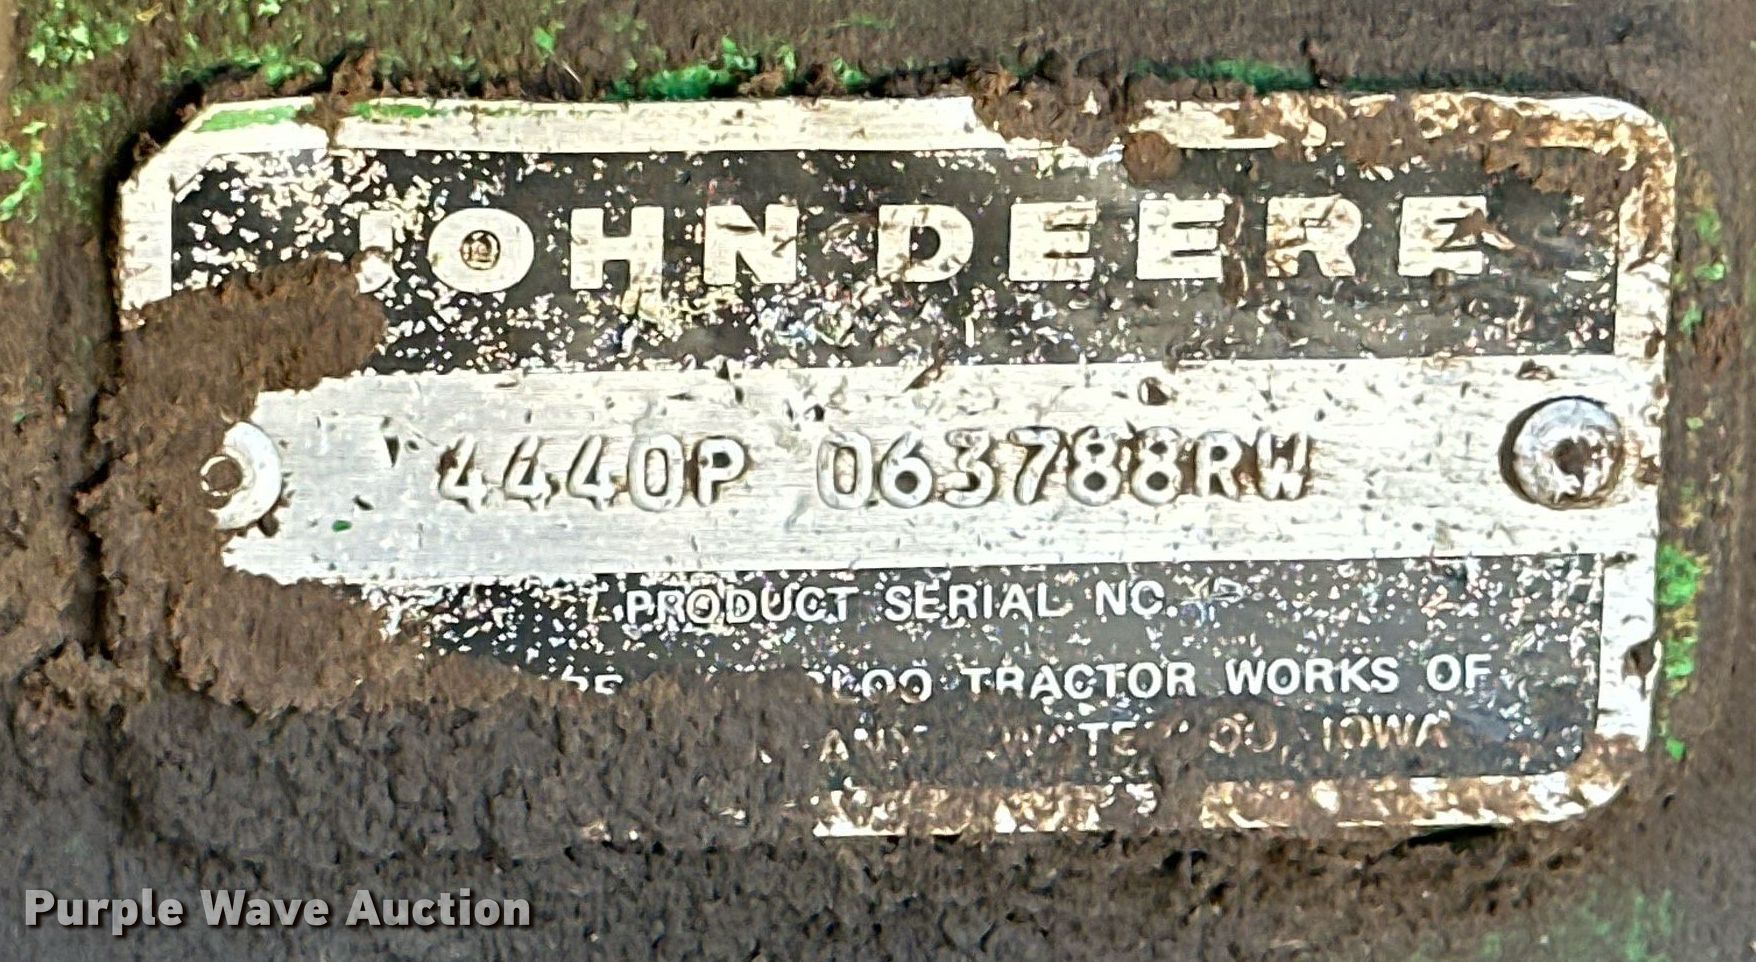 JOHN DEERE
4440P 063788RW
PRODUCT SERIAL NO.
TRACTOR WORKS OF
IOWA
Purple Wave Auction